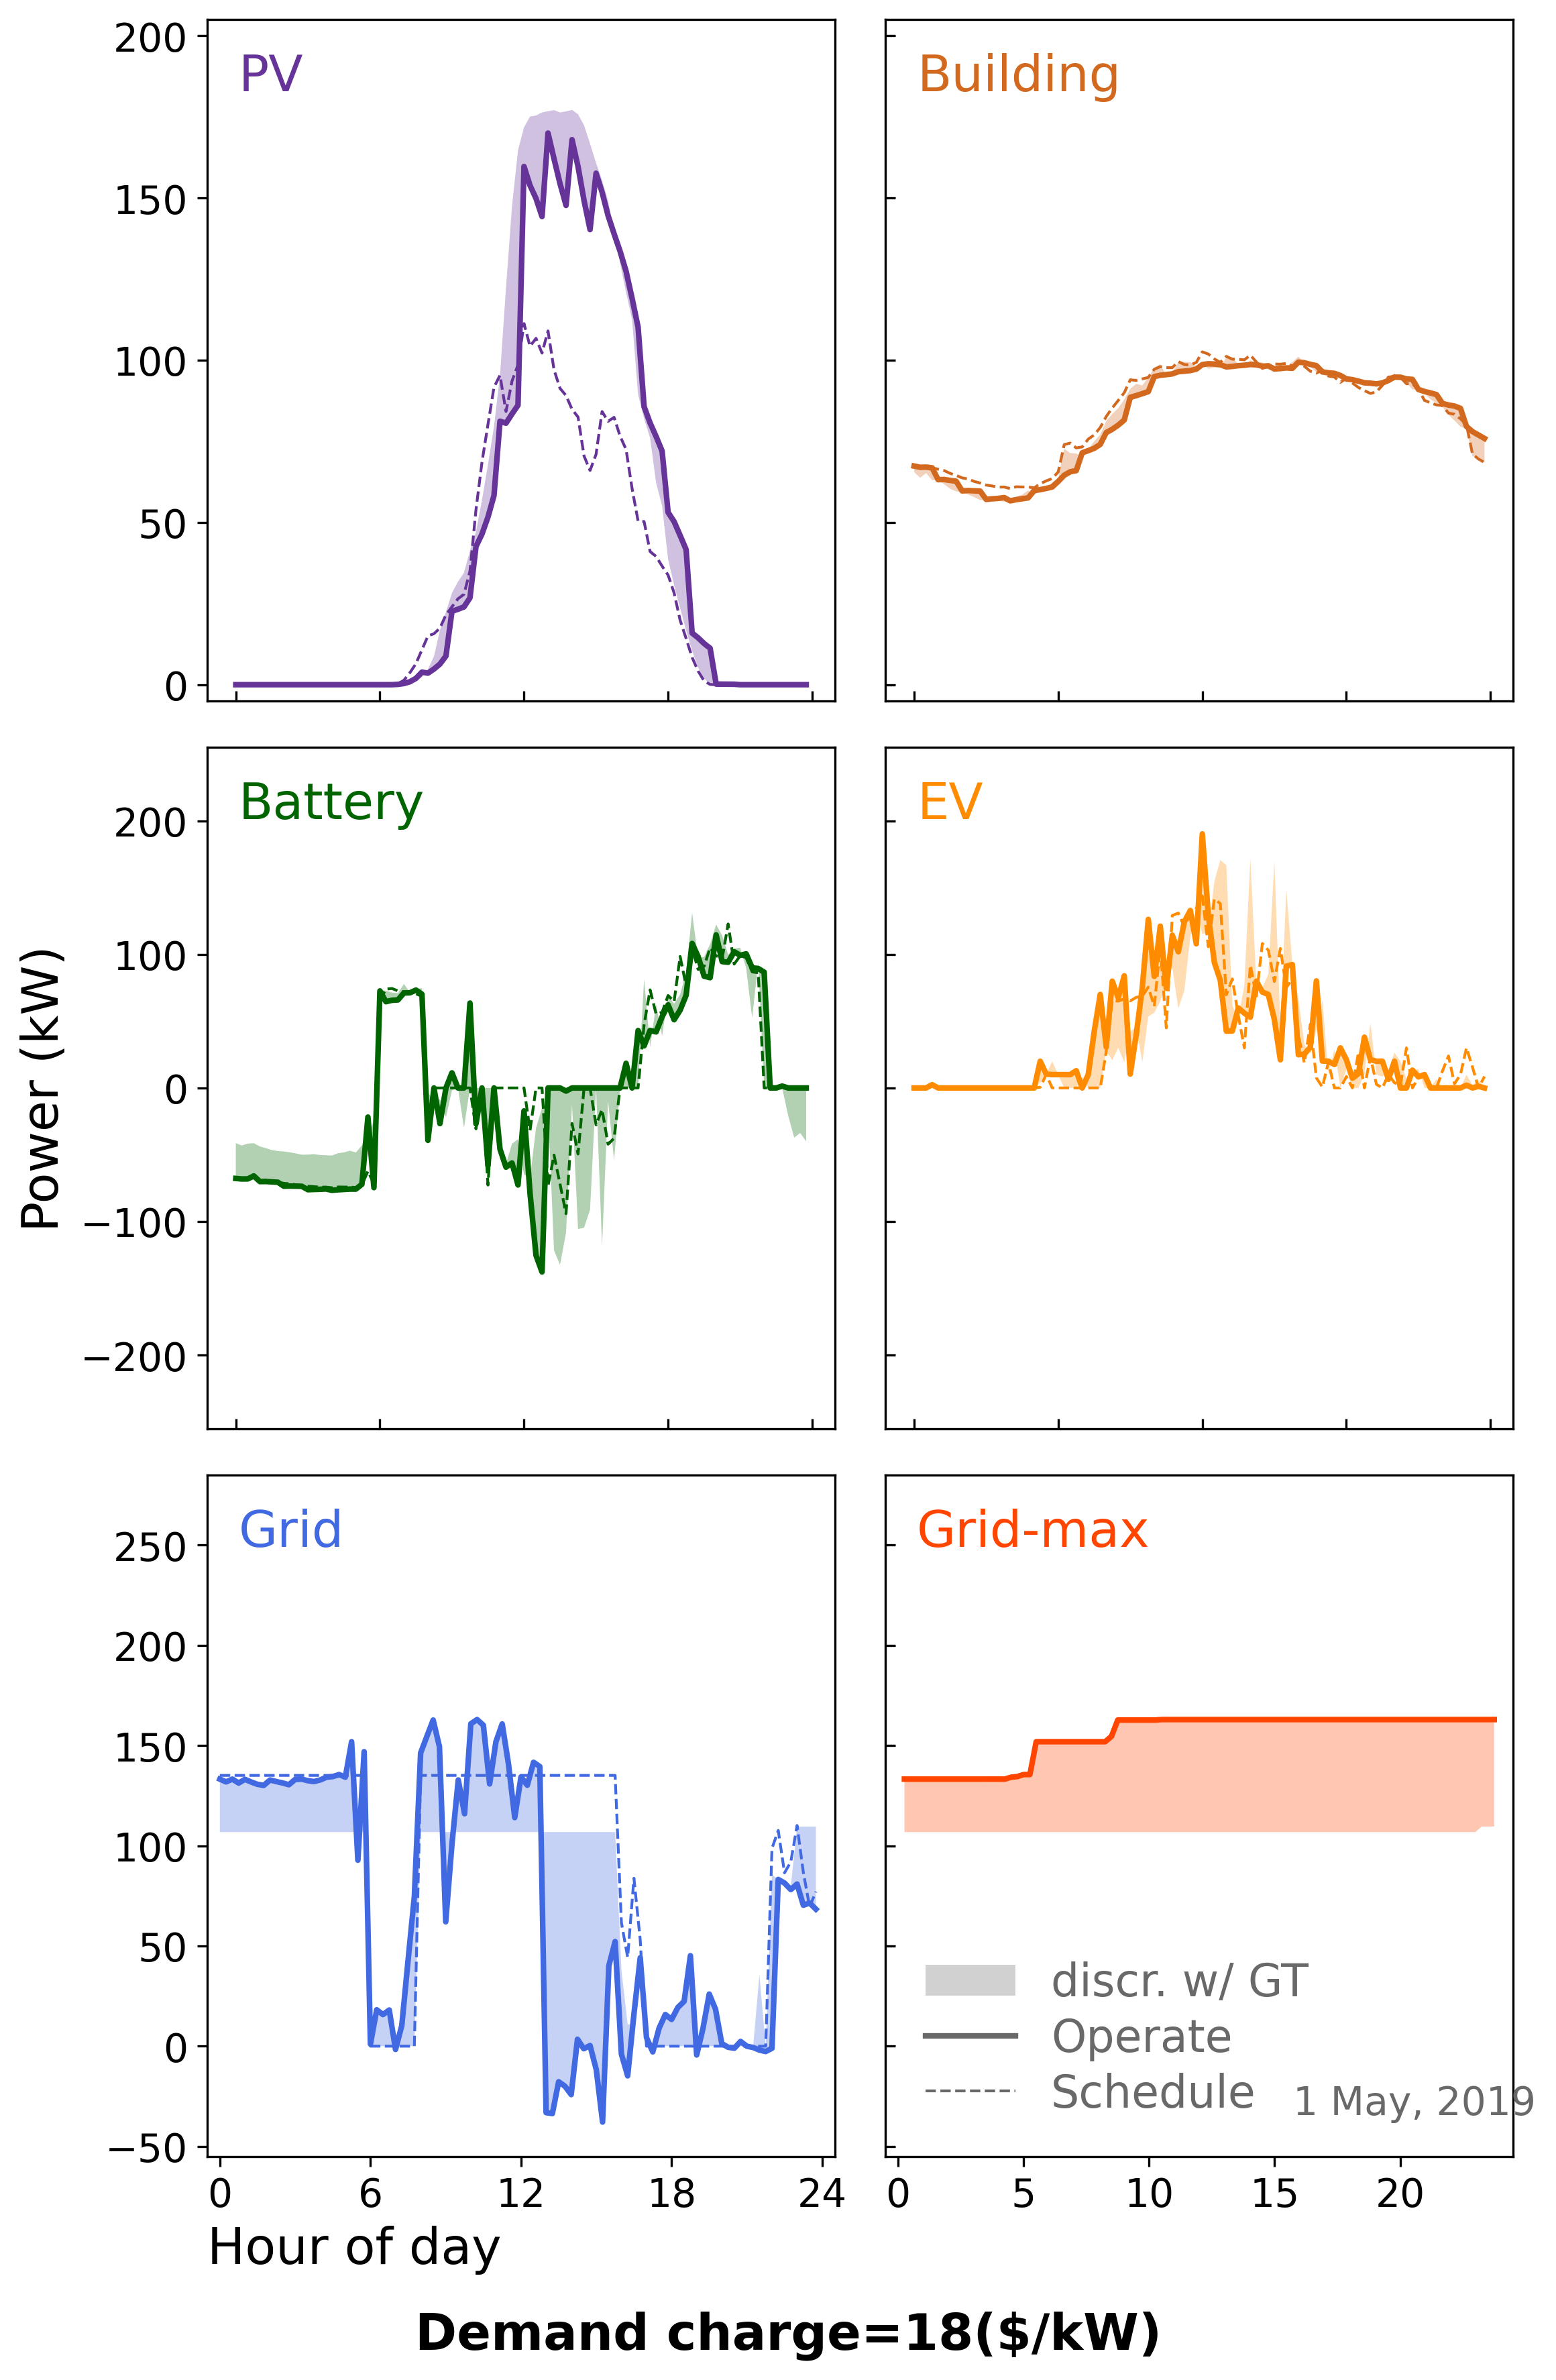 PV
Building
200
150
100
50
0
Battery
EV
200
100
0
−100
−200
Power (kW)
Grid
Grid-max
250
200
150
100
50
0
−50
discr. w/ GT
Operate
Schedule
1 May, 2019
0 6 12 18 24
0 5 10 15 20
Hour of day
Demand charge=18($/kW)